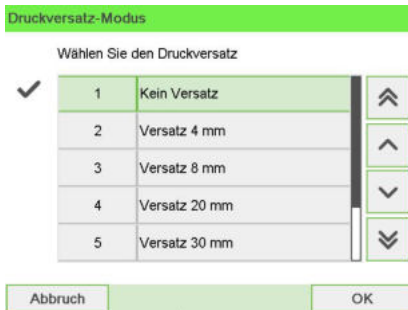 Druckversatz-Modus
Wählen Sie den Druckversatz
1 Kein Versatz
2 Versatz 4 mm
3 Versatz 8 mm
4 Versatz 20 mm
5 Versatz 30 mm
Abbruch OK